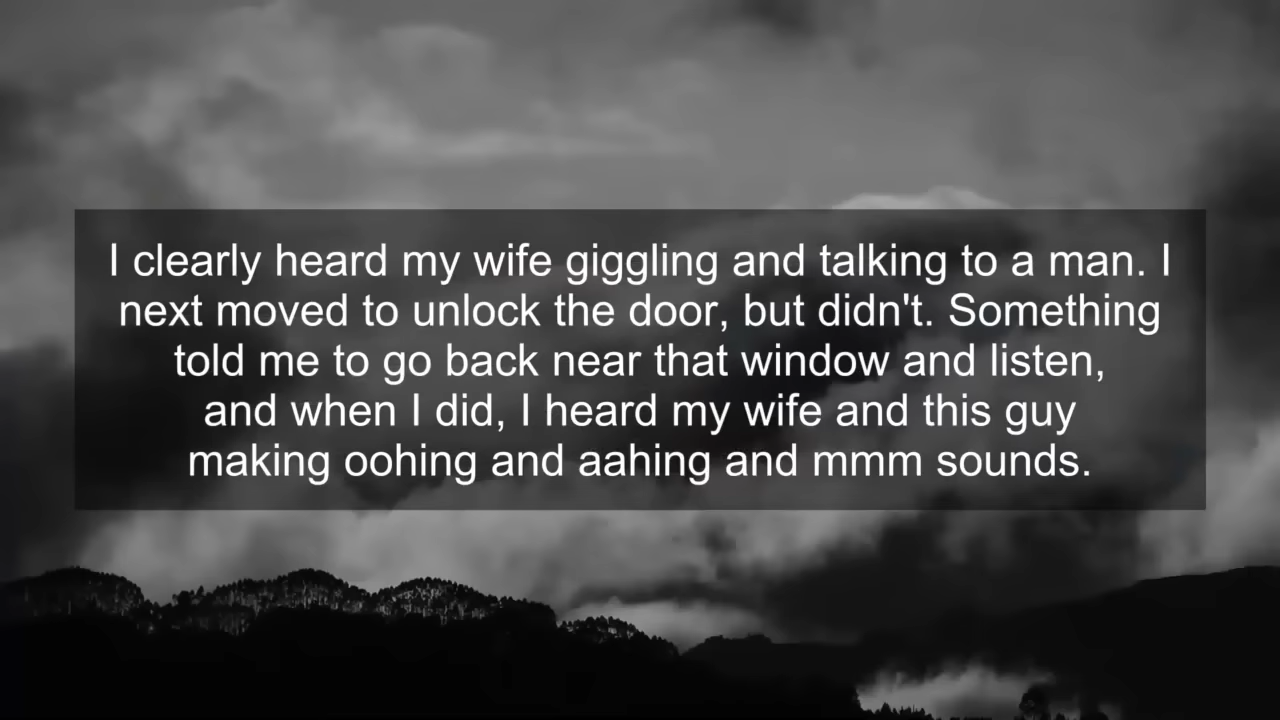 I clearly heard my wife giggling and talking to a man. I
next moved to unlock the door, but didn't. Something
told me to go back near that window and listen,
and when I did, I heard my wife and this guy
making oohing and aahing and mmm sounds.